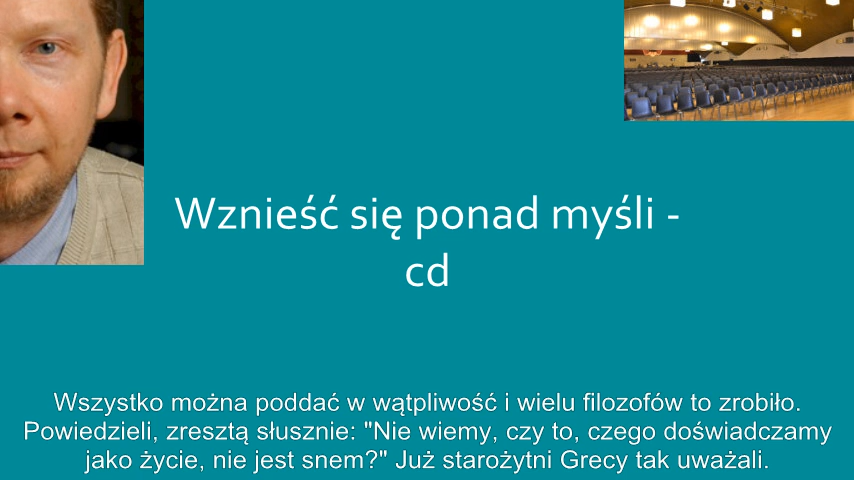 Wznieść się ponad myśli -
cd
Wszystko można poddać w wątpliwość i wielu filozofów to zrobiło.
Powiedzieli, zresztą słusznie: "Nie wiemy, czy to, czego doświadczamy
jako życie, nie jest snem?" Już starożytni Grecy tak uważali.